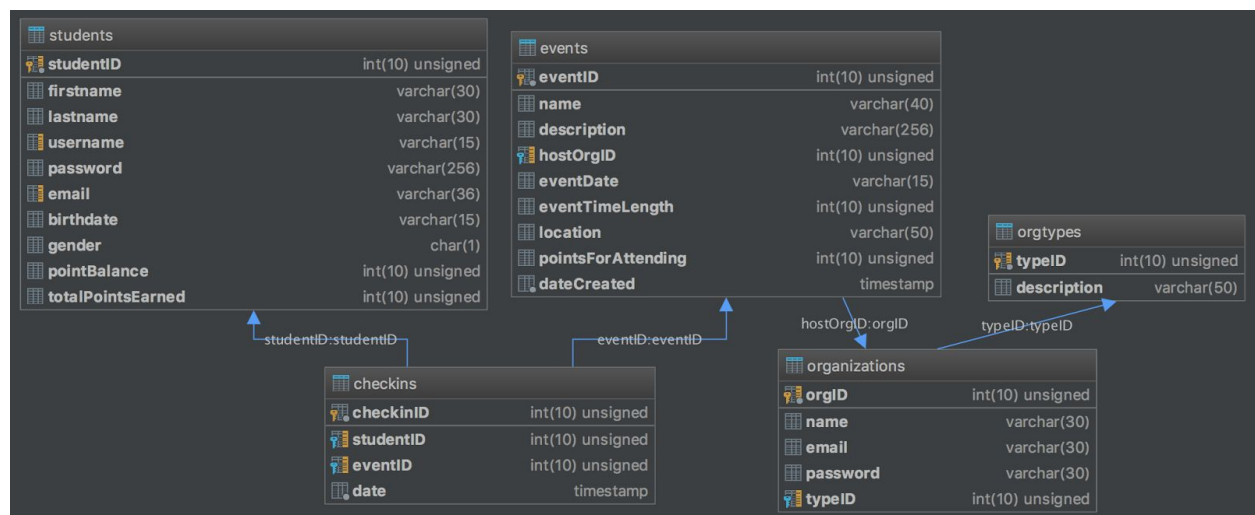 students
studentID int(10) unsigned
firstname varchar(30)
lastname varchar(30)
username varchar(15)
password varchar(256)
email varchar(36)
birthdate varchar(15)
gender char(1)
pointBalance int(10) unsigned
totalPointsEarned int(10) unsigned
events
eventID int(10) unsigned
name varchar(40)
description varchar(256)
hostOrgID int(10) unsigned
eventDate varchar(15)
eventTimeLength int(10) unsigned
location varchar(50)
pointsForAttending int(10) unsigned
dateCreated timestamp
orgtypes
typeID int(10) unsigned
description varchar(50)
studentID:studentID
eventID:eventID
hostOrgID:orgID
typeID:typeID
checkins
checkinID int(10) unsigned
studentID int(10) unsigned
eventID int(10) unsigned
date timestamp
organizations
orgID int(10) unsigned
name varchar(30)
email varchar(30)
password varchar(30)
typeID int(10) unsigned